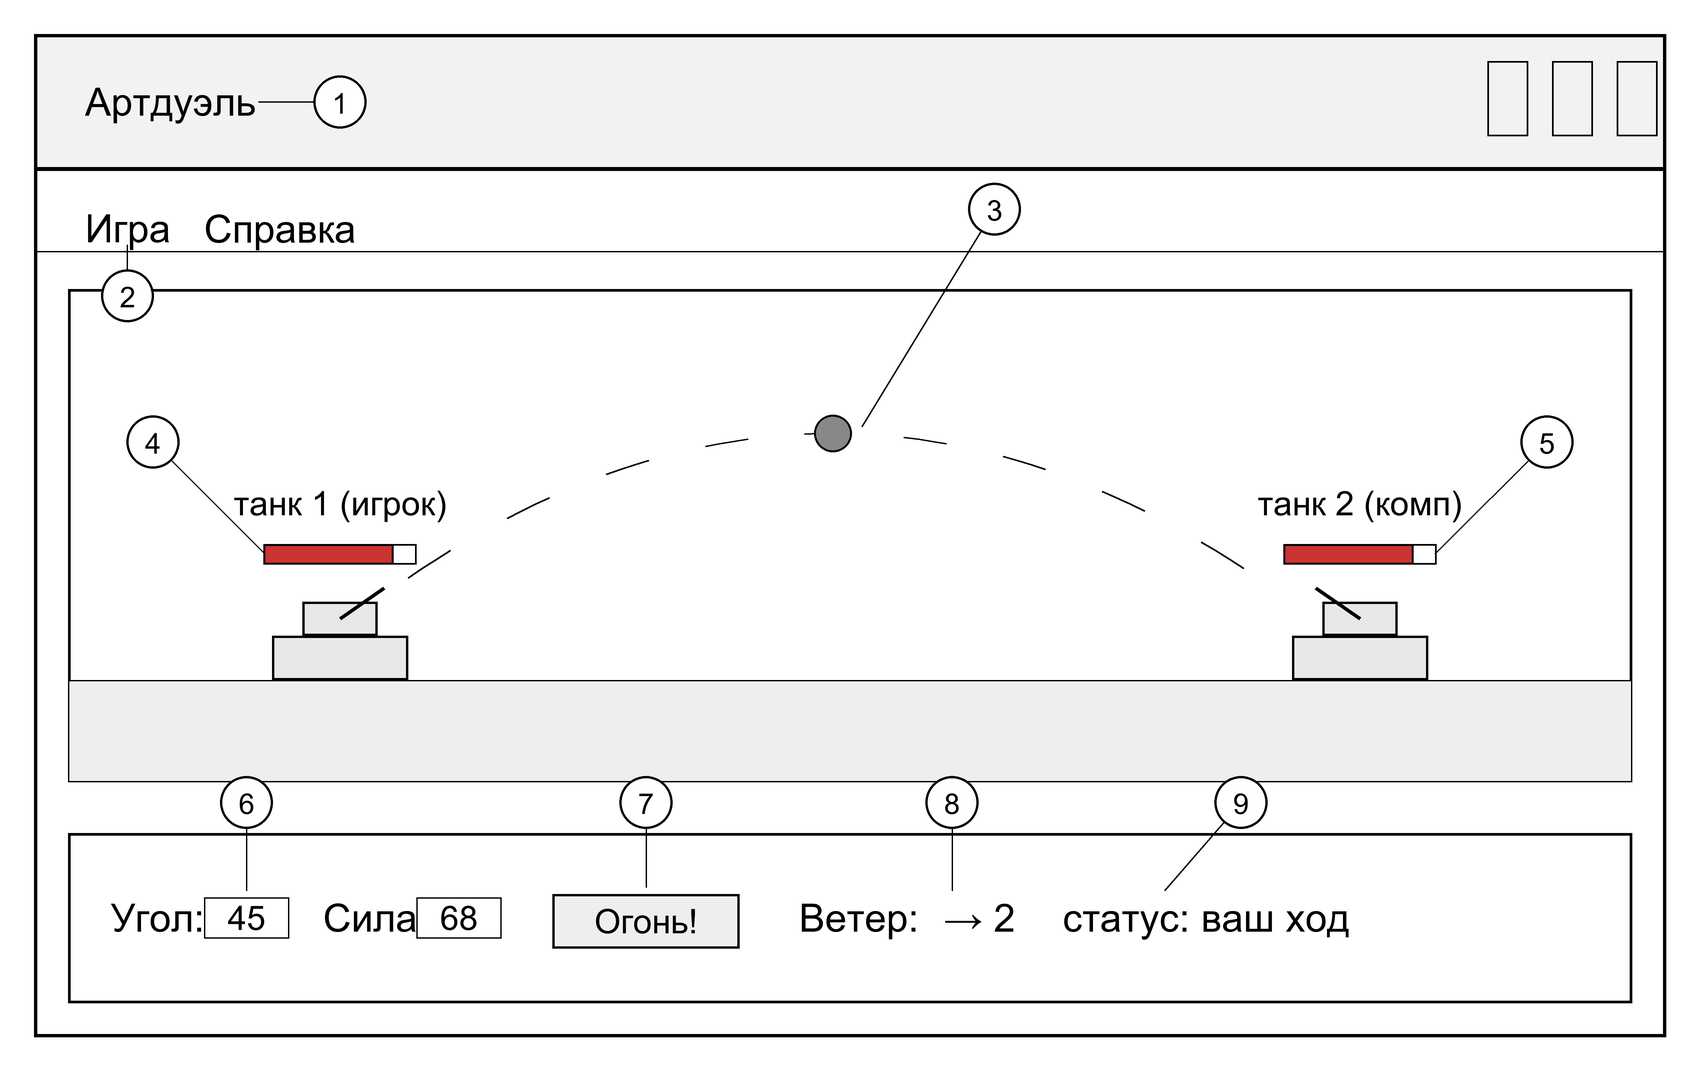 Артдуэль 1
Игра Справка
3
2
4
5
танк 1 (игрок)
танк 2 (комп)
6
7
8
9
Угол: 45 Сила 68 Огонь! Ветер: → 2 статус: ваш ход